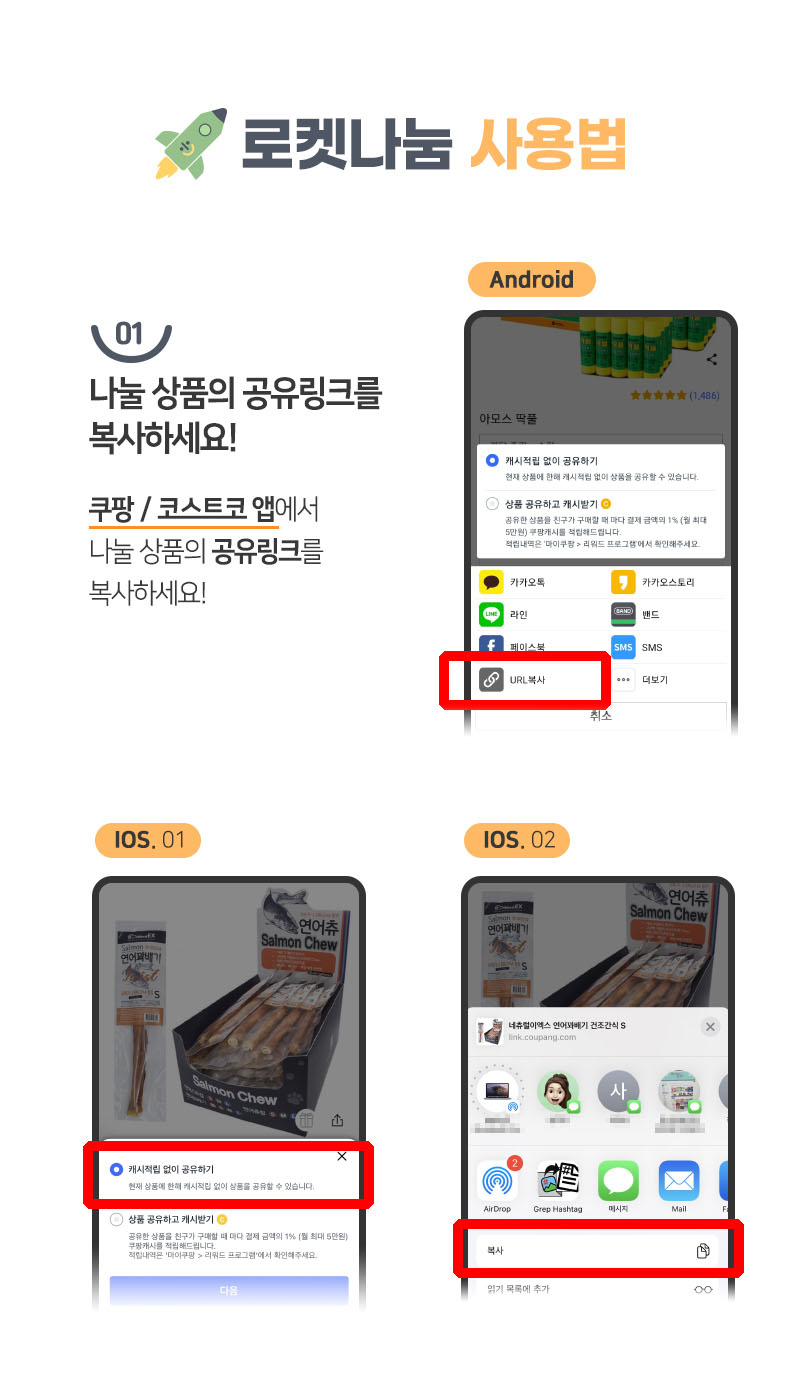 로켓나눔 사용법
01
나눌 상품의 공유링크를
복사하세요!
쿠팡 / 코스트코 앱에서
나눌 상품의 공유링크를
복사하세요!
Android
(1,486)
아모스 딱풀
캐시적립 없이 공유하기
현재 상품에 한해 캐시적립 없이 상품을 공유할 수 있습니다.
상품 공유하고 캐시받기 C
공유한 상품을 친구가 구매할 때 마다 결제 금액의 1% (월 최대
5만원) 쿠팡캐시를 적립해드립니다.
적립내역은 '마이쿠팡 > 리워드 프로그램'에서 확인해주세요.
카카오톡
카카오스토리
LINE 라인
BAND 밴드
페이스북
SMS SMS
URL복사
더보기
취소
IOS. 01
연어츄
Salmon Chew
Salmon
연어꽈배기
S
Salmon Chew
캐시적립 없이 공유하기
현재 상품에 한해 캐시적립 없이 상품을 공유할 수 있습니다.
상품 공유하고 캐시받기 C
공유한 상품을 친구가 구매할 때 마다 결제 금액의 1% (월 최대 5만원)
쿠팡캐시를 적립해드립니다.
적립내역은 '마이쿠팡 > 리워드 프로그램'에서 확인해주세요.
다음
IOS. 02
연어츄
Salmon Chew
Salmon
연어꽈배기
네츄럴이엑스 연어꽈배기 건조간식 S
link.coupang.com
사
2
AirDrop
Grep Hashtag
메시지
Mail
Fa
복사
읽기 목록에 추가